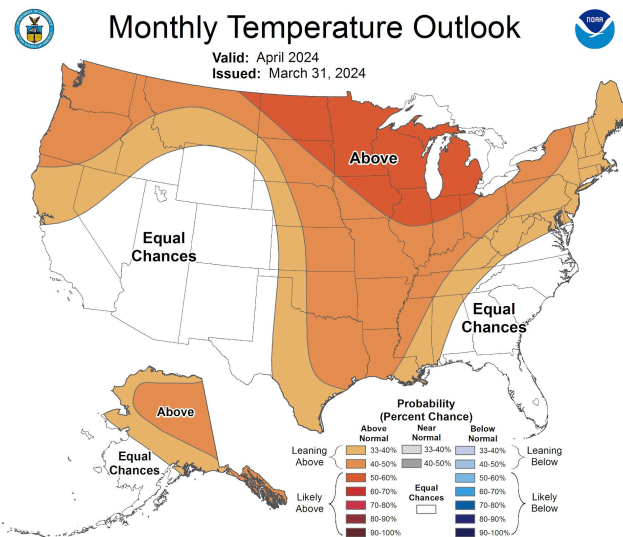 Monthly Temperature Outlook
NOAA
Valid: April 2024
Issued: March 31, 2024
Above
Equal
Chances
Equal
Chances
Above
Equal
Chances
Probability
(Percent Chance)
Above
Normal
Near
Normal
Below
Normal
Leaning
Above
33-40%
40-50%
50-60%
60-70%
70-80%
80-90%
90-100%
Likely
Above
33-40%
40-50%
Equal
Chances
33-40%
40-50%
50-60%
60-70%
70-80%
80-90%
90-100%
Leaning
Below
Likely
Below